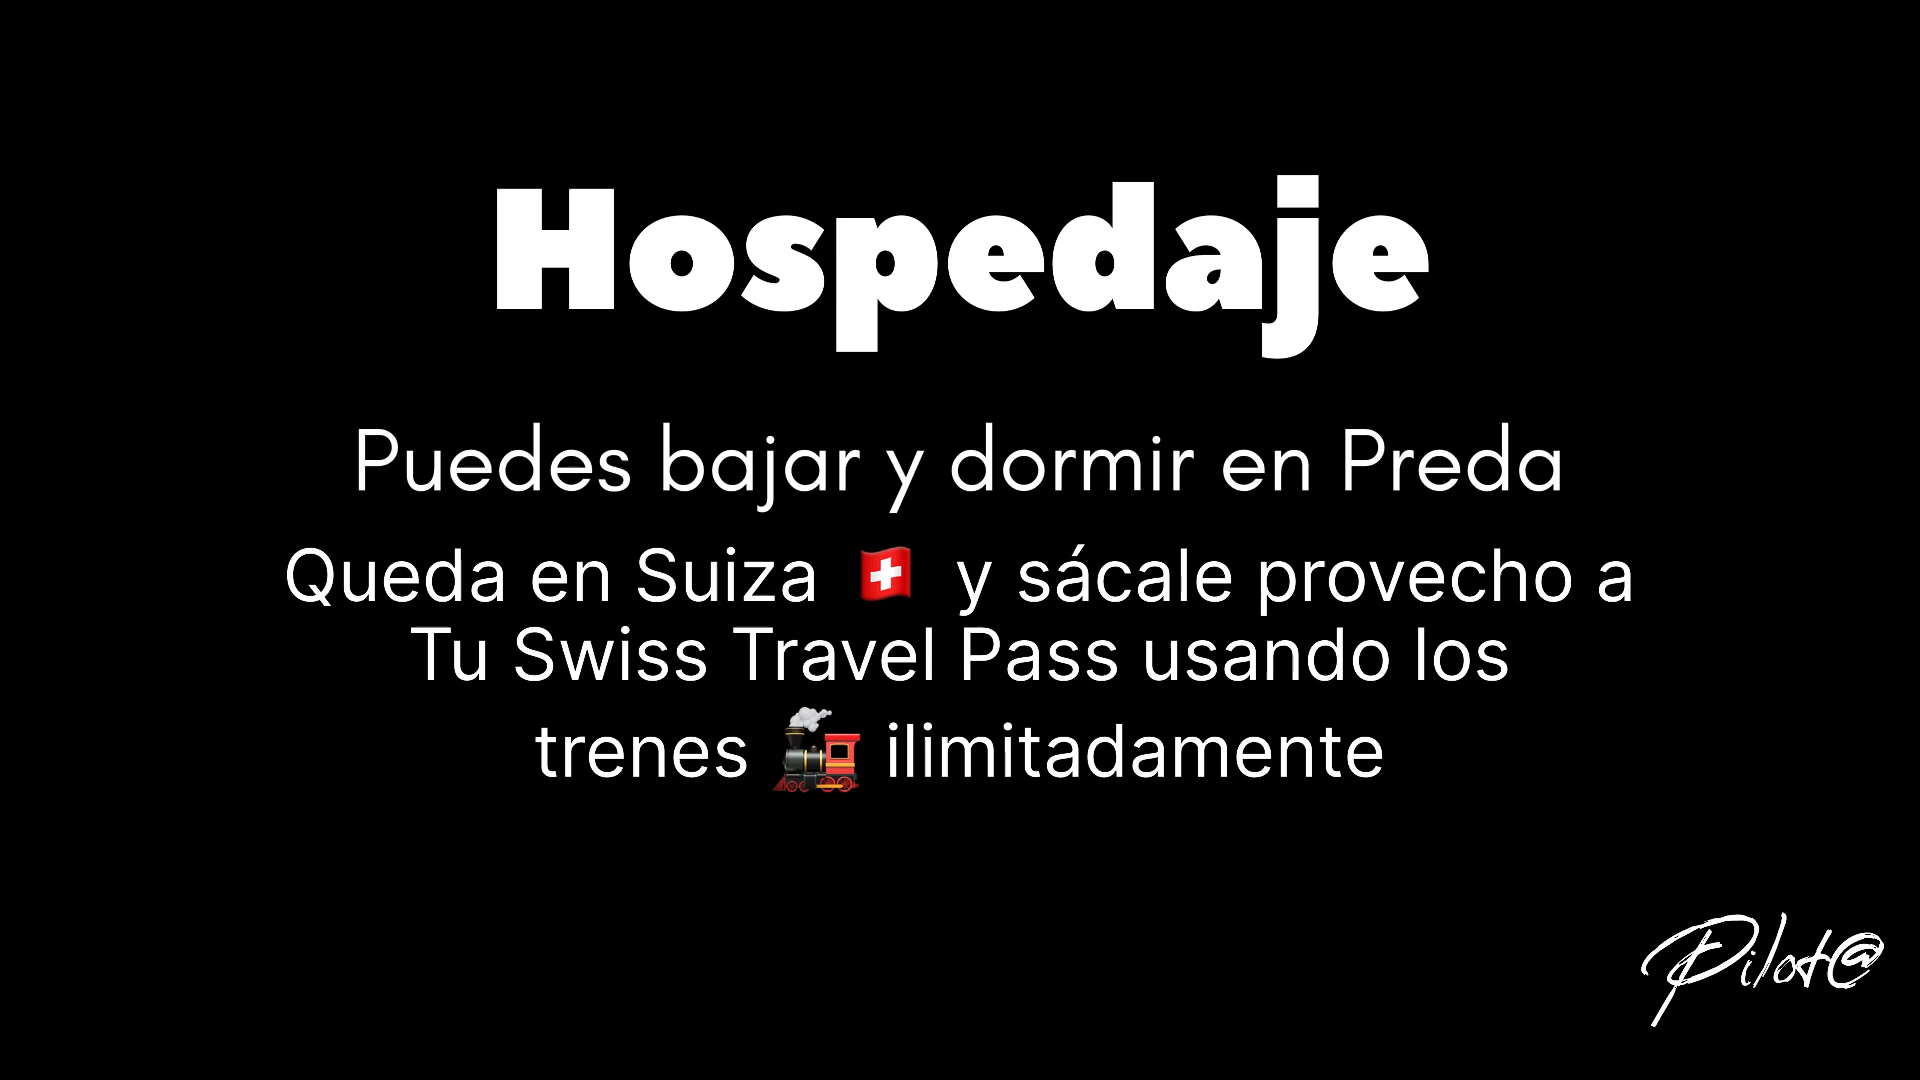 Hospedaje
Puedes bajar y dormir en Preda
Queda en Suiza 🇨🇭 y sácale provecho a
Tu Swiss Travel Pass usando los
trenes 🚂 ilimitadamente
Pilot@